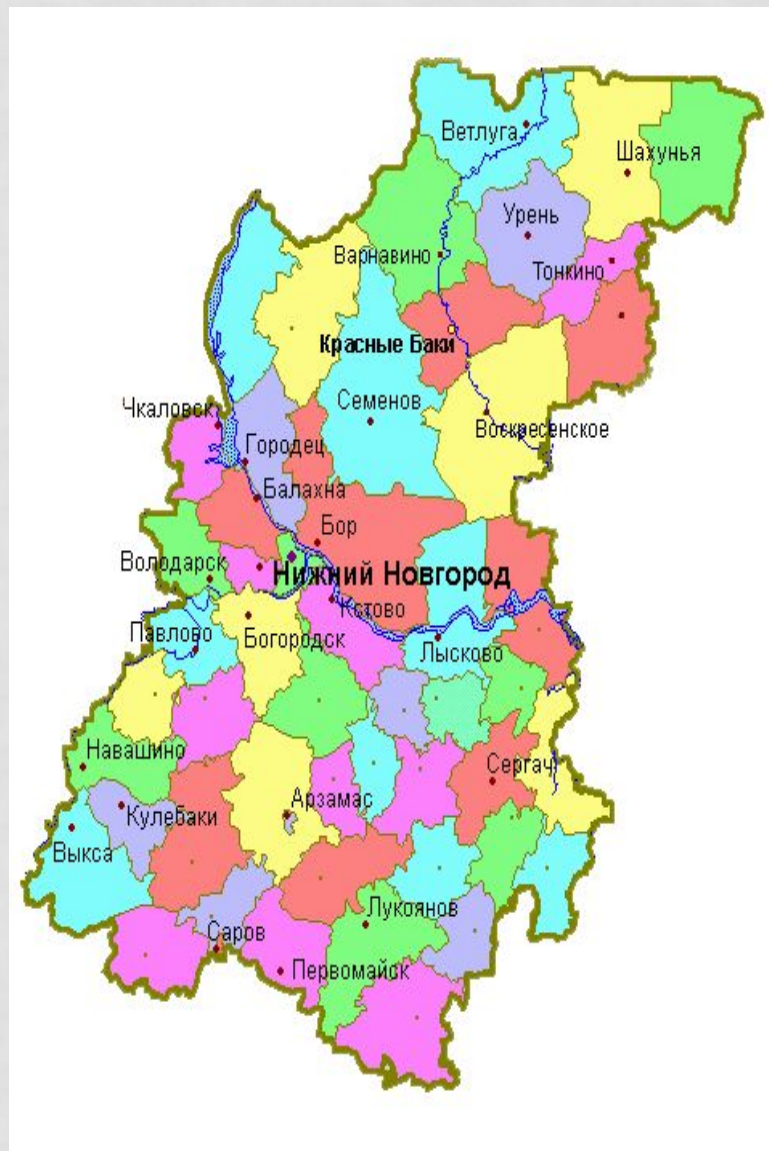 Ветлуга
Шахунья
Урень
Варнавино
Тонкино
Красные Баки
Семенов
Чкаловск
Воскресенское
Городец
Балахна
Бор
Володарск
Нижний Новгород
Кстово
Павлово
Богородск
Лысково
Навашино
Сергач
Арзамас
Кулебаки
Выкса
Лукоянов
Саров
Первомайск